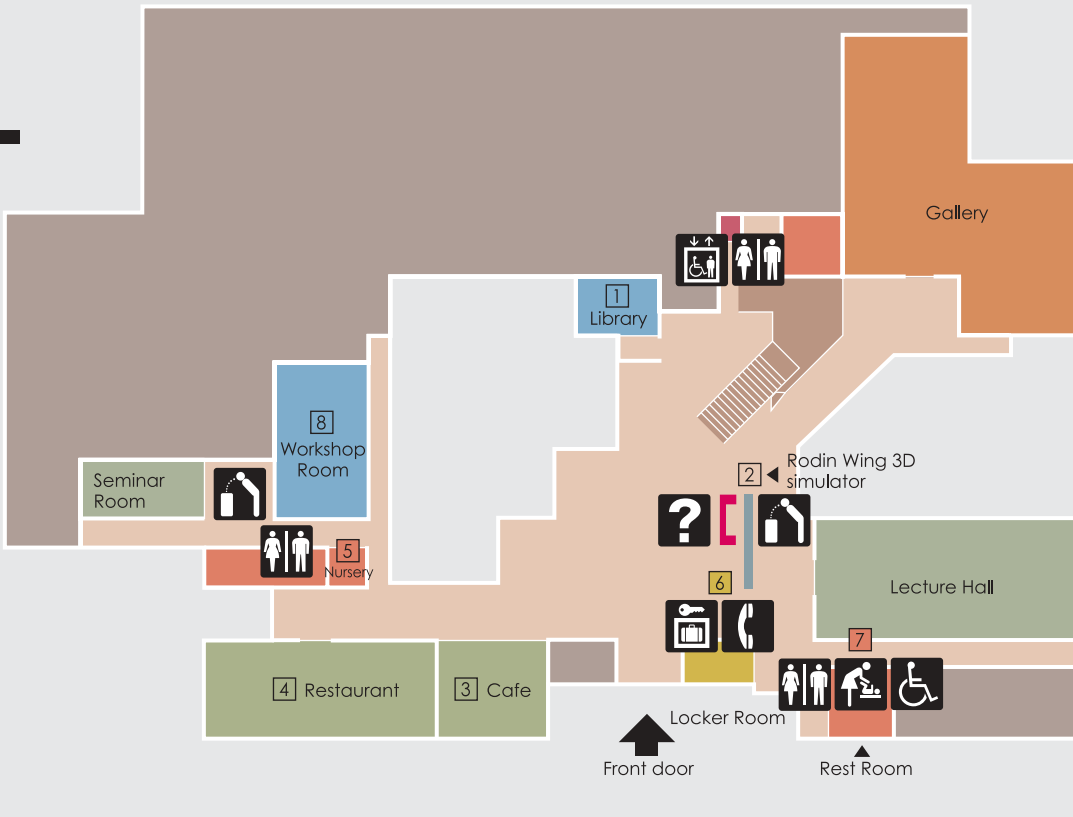 Gallery
1
Library
8
Workshop
Room
Seminar
Room
2
Rodin Wing 3D
simulator
?
5
Nursery
6
Lecture Hall
7
4 Restaurant
3 Cafe
Locker Room
Front door
Rest Room